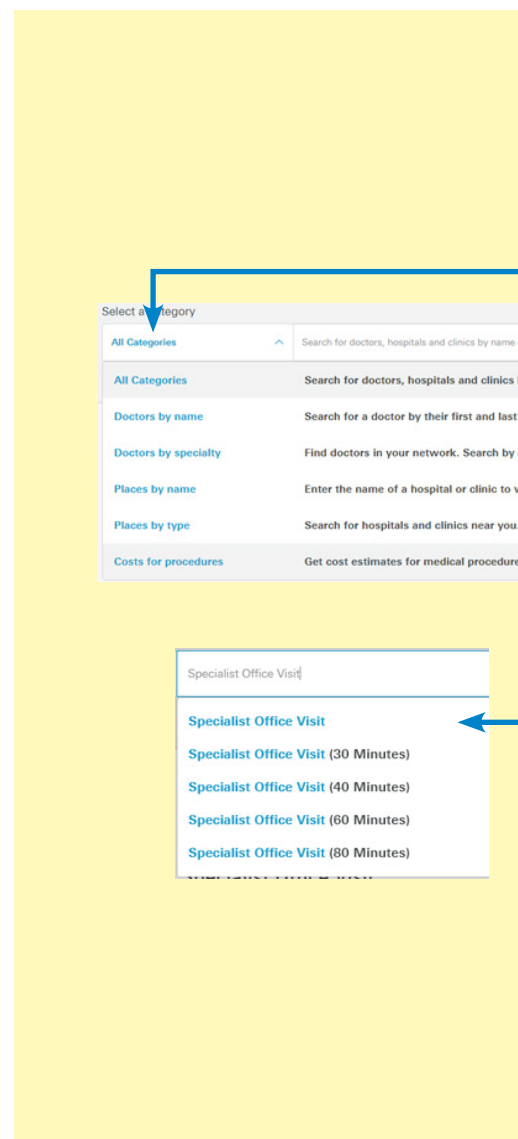 Select a category
All Categories Search for doctors, hospitals and clinics by name
All Categories Search for doctors, hospitals and clinics
Doctors by name Search for a doctor by their first and last
Doctors by specialty Find doctors in your network. Search by
Places by name Enter the name of a hospital or clinic to
Places by type Search for hospitals and clinics near you.
Costs for procedures Get cost estimates for medical
Specialist Office Visit
Specialist Office Visit
Specialist Office Visit (30 Minutes)
Specialist Office Visit (40 Minutes)
Specialist Office Visit (60 Minutes)
Specialist Office Visit (80 Minutes)